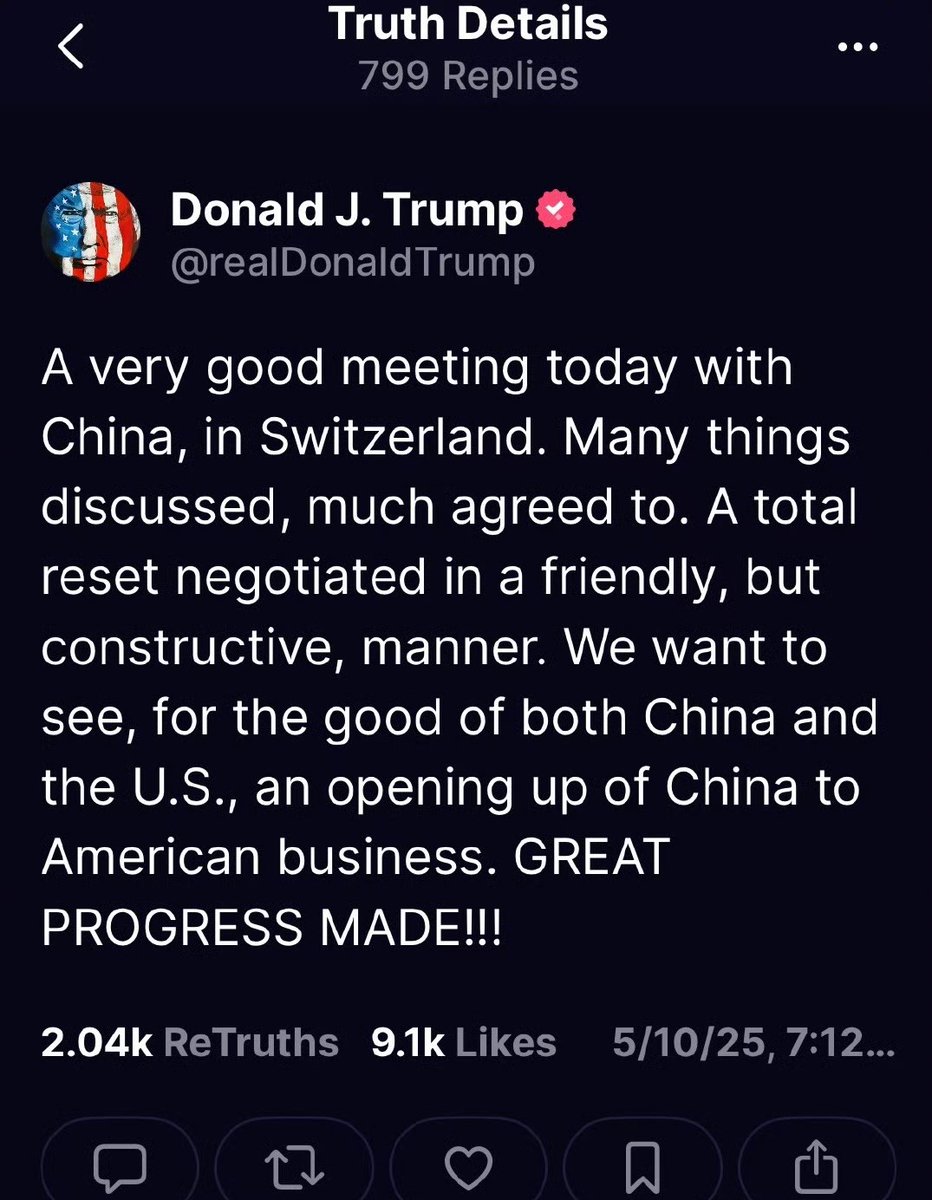 Truth Details
799 Replies
Donald J. Trump
@realDonaldTrump
A very good meeting today with
China, in Switzerland. Many things
discussed, much agreed to. A total
reset negotiated in a friendly, but
constructive, manner. We want to
see, for the good of both China and
the U.S., an opening up of China to
American business. GREAT
PROGRESS MADE!!!
2.04k ReTruths 9.1k Likes 5/10/25, 7:12...